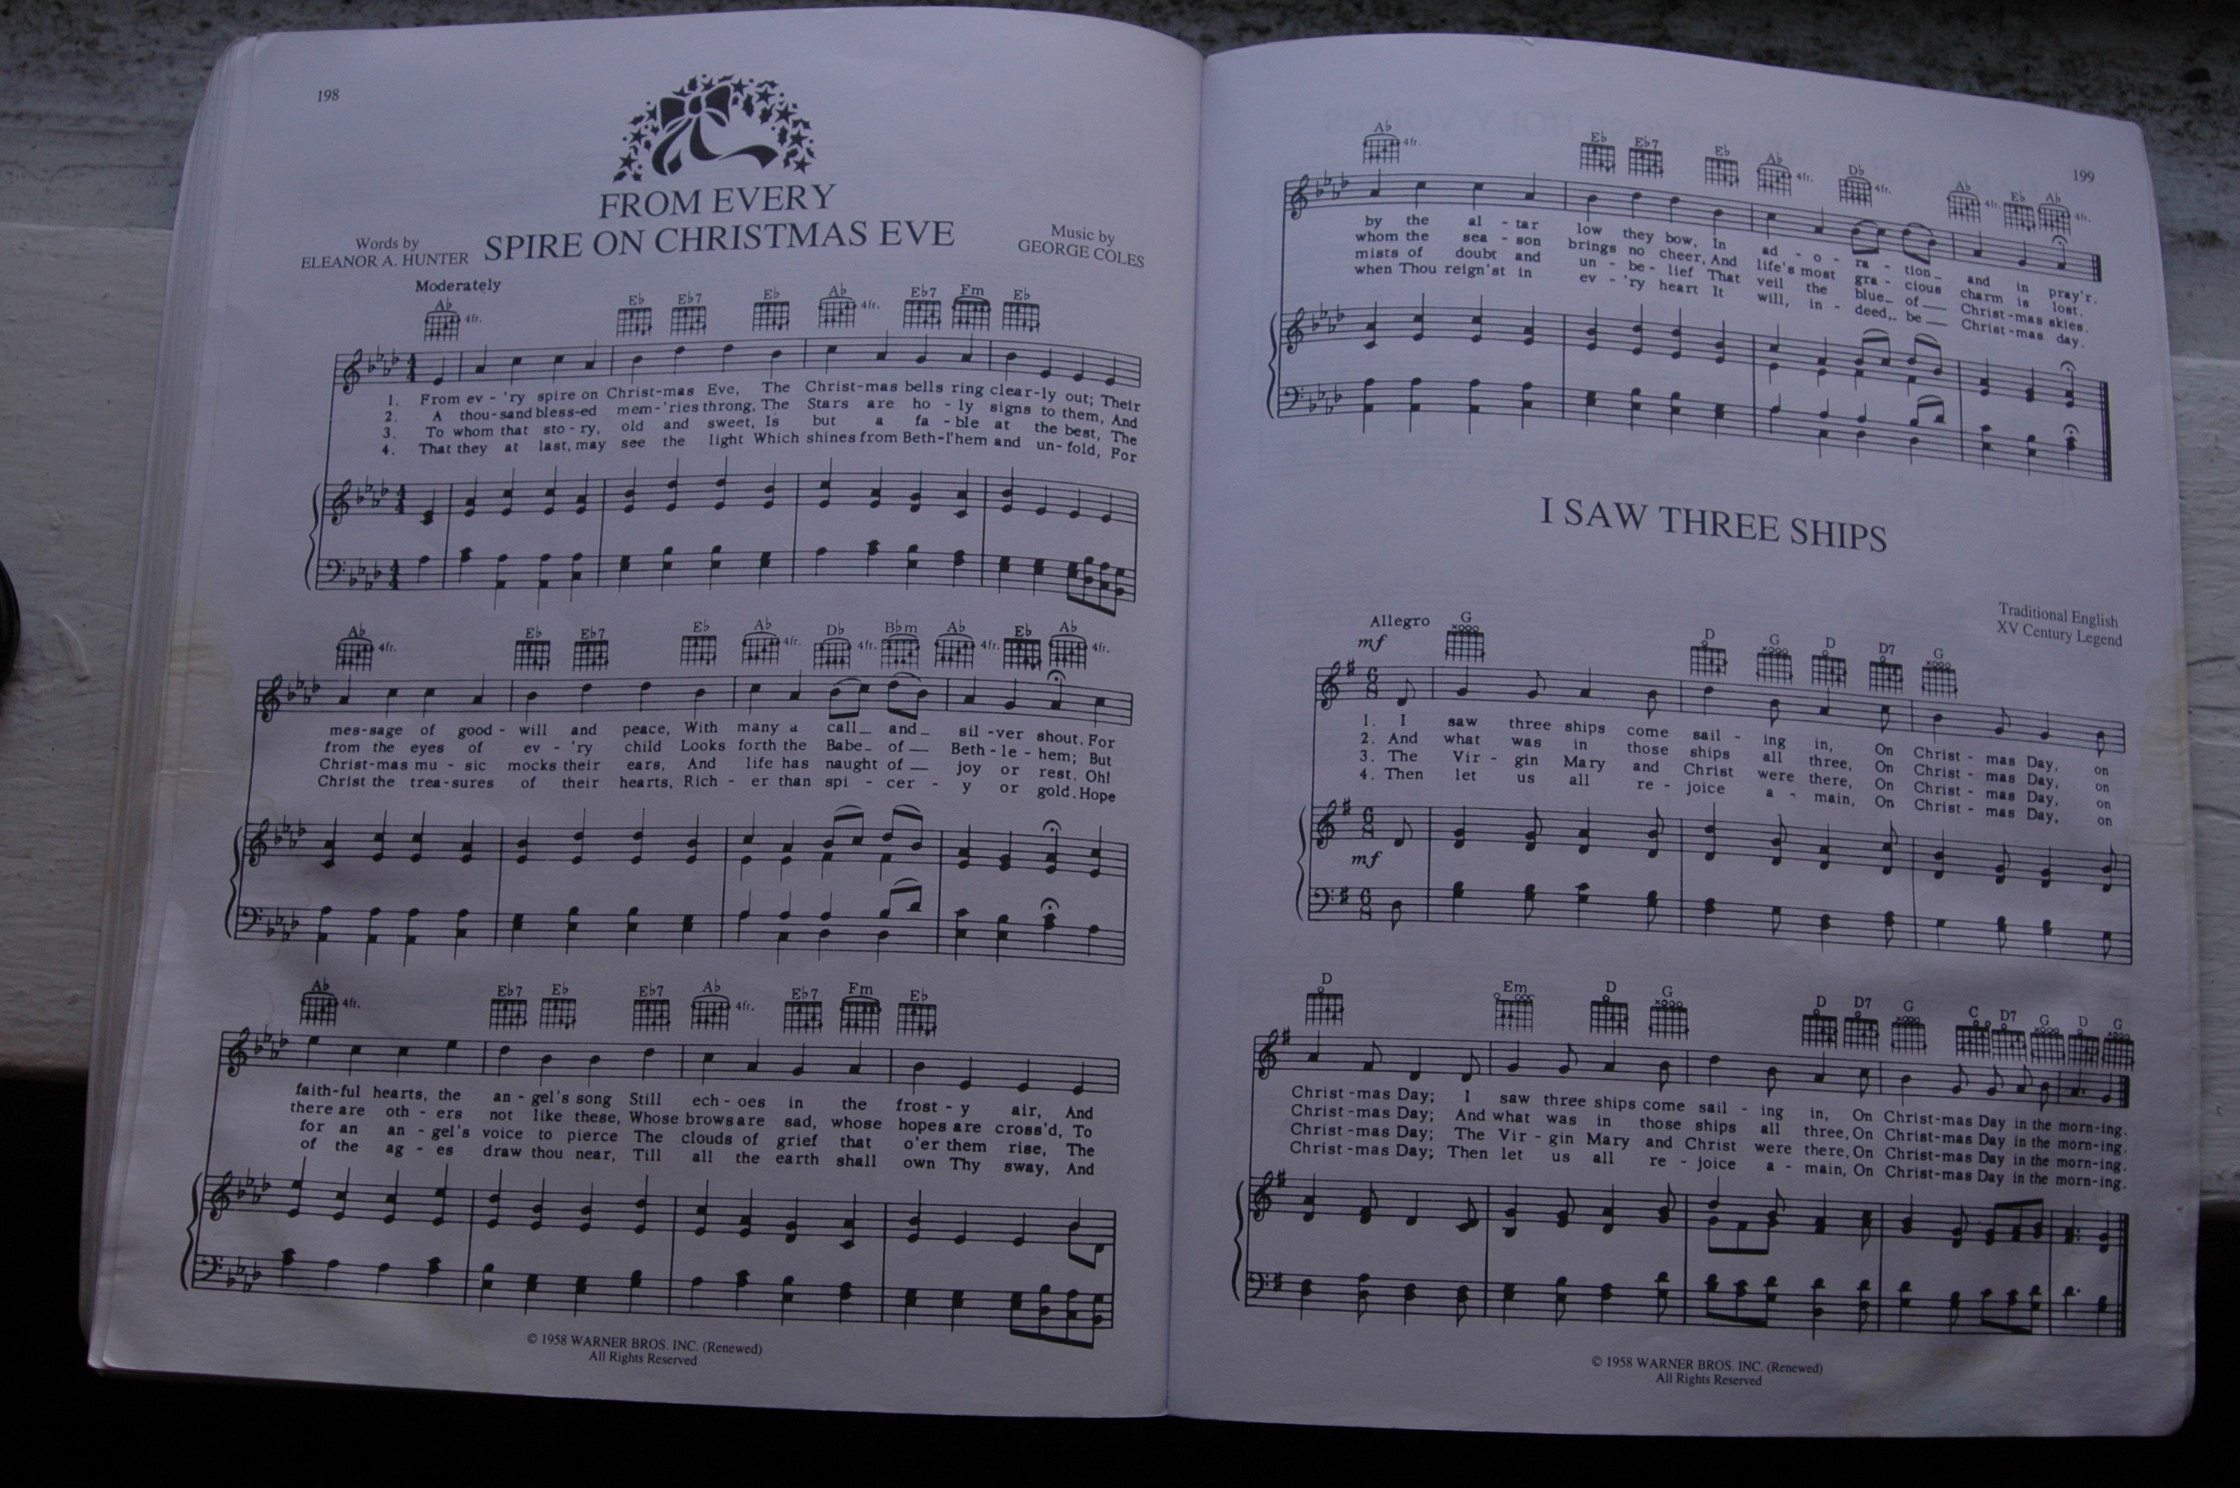 198
FROM EVERY
SPIRE ON CHRISTMAS EVE
Words by
ELEANOR A. HUNTER
Music by
GEORGE COLES
Moderately
Ab 4fr. Eb Eb7 Eb Ab 4fr. Eb7 Fm Eb
1. From ev - 'ry spire on Christ-mas Eve, The Christ-mas bells ring clear-ly out; Their
2. A thou-sand bless-ed mem-'ries throng, The Stars are ho - ly signs to them, And
3. To whom that sto-ry, old and sweet, Is but a fa - ble at the best, The
4. That they at last, may see the light Which shines from Beth-l'hem and un-fold, For
Ab 4fr. Eb Eb7 Eb Ab 4fr. Db 4fr. Bbm Ab 4fr. Eb Ab 4fr.
mes-sage of good - will and peace, With many a call_ and_ sil-ver shout. For
from the eyes of ev - 'ry child Looks forth the Babe_ of_ Beth-le-hem; But
Christ-mas mu - sic mocks their ears, And life has naught of_ joy or rest. Oh!
Christ the trea-sures of their hearts, Rich - er than spi - cer - y or gold. Hope
Ab 4fr. Eb7 Eb Eb7 Ab 4fr. Eb7 Fm Eb
faith-ful hearts, the an-gel's song Still ech-oes in the frost-y air, And
there are oth - ers not like these, Whose brows are sad, whose hopes are cross'd, To
for an an - gel's voice to pierce The clouds of grief that o'er them rise, The
of the ag - es draw thou near, Till all the earth shall own Thy sway, And
© 1958 WARNER BROS. INC. (Renewed)
All Rights Reserved
199
Ab 4fr. Eb Eb7 Eb Ab 4fr. Db 4fr. Ab 4fr. Eb Ab 4fr.
by the al - tar low they bow, In ad - o - ra - tion_ and in pray'r.
whom the sea - son brings no cheer, And life's most gra - cious charm is lost.
mists of doubt and un - be - lief That veil the blue_ of_ Christ-mas skies.
when Thou reign'st in ev - 'ry heart It will, in - deed,_ be_ Christ-mas day.
I SAW THREE SHIPS
Traditional English
XV Century Legend
Allegro
mf
G D G D D7 G
1. I saw three ships come sail - ing in, On Christ - mas Day, on
2. And what was in those ships all three, On Christ - mas Day, on
3. The Vir - gin Mary and Christ were there, On Christ - mas Day, on
4. Then let us all re - joice a - main, On Christ - mas Day, on
mf
D Em D G D D7 G C D7 G D G
Christ-mas Day; I saw three ships come sail - ing in, On Christ-mas Day in the morn-ing.
Christ-mas Day; And what was in those ships all three, On Christ-mas Day in the morn-ing.
Christ-mas Day; The Vir - gin Mary and Christ were there, On Christ-mas Day in the morn-ing.
Christ-mas Day; Then let us all re - joice a - main, On Christ-mas Day in the morn-ing.
© 1958 WARNER BROS. INC. (Renewed)
All Rights Reserved